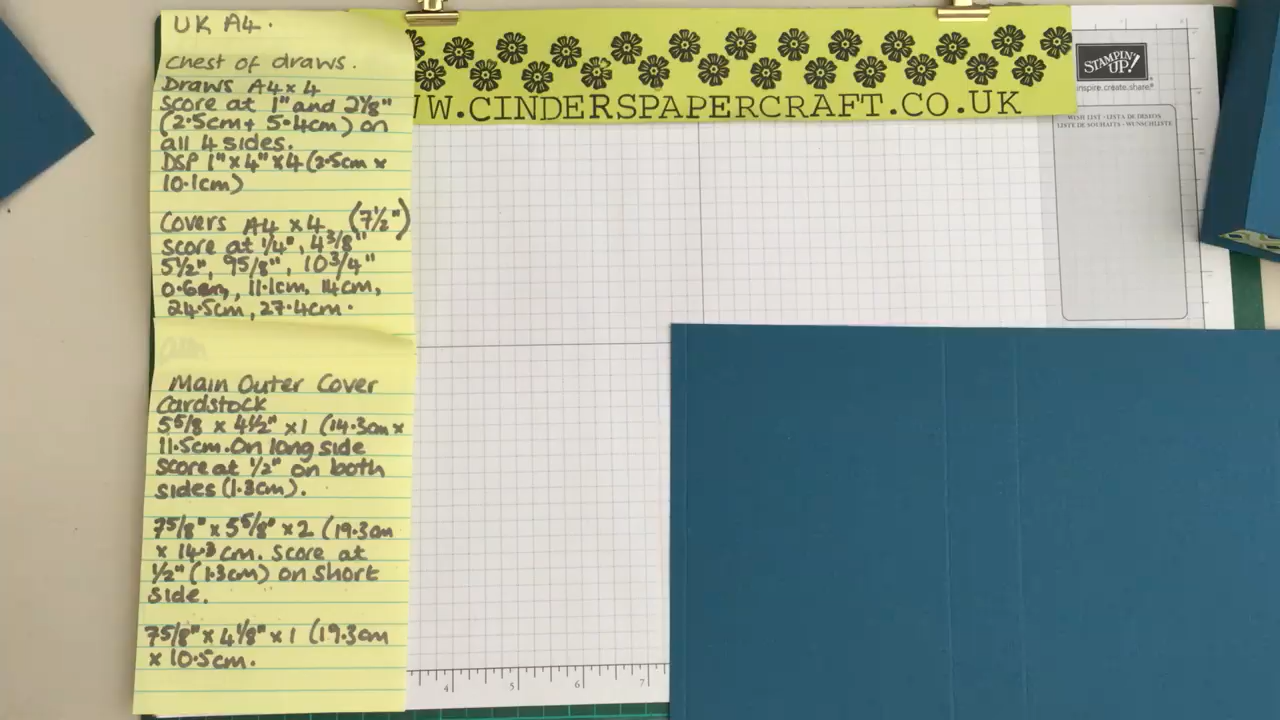 UK A4.
chest of draws.
Draws A4 x 4
score at 1" and 2 1/8"
(2.5cm + 5.4cm) on
all 4 sides.
DSP 1" x 4" x 4 (2.5cm x
10.1cm)
Covers A4 x 4 (7 1/2")
score at 1/4", 4 3/8"
5 1/2", 9 5/8", 10 3/4"
0.6cm, 11.1cm, 14cm,
24.5cm, 27.4cm.
Main Outer Cover
Cardstock
5 5/8 x 4 1/2" x 1 (14.3cm x
11.5cm. On long side
score at 1/2" on both
sides (1.3cm).
7 5/8" x 5 5/8" x 2 (19.3cm
x 14.3cm. Score at
1/2" (1.3cm) on short
side.
7 5/8" x 4 1/8" x 1 (19.3cm
x 10.5cm.
W.CINDERSPAPERCRAFT.CO.UK
STAMPIN' UP!
inspire.create.share.®
WISH LIST • LISTA DE DESEOS
LISTE DE SOUHAITS • WUNSCHLISTE
4 5 6 7